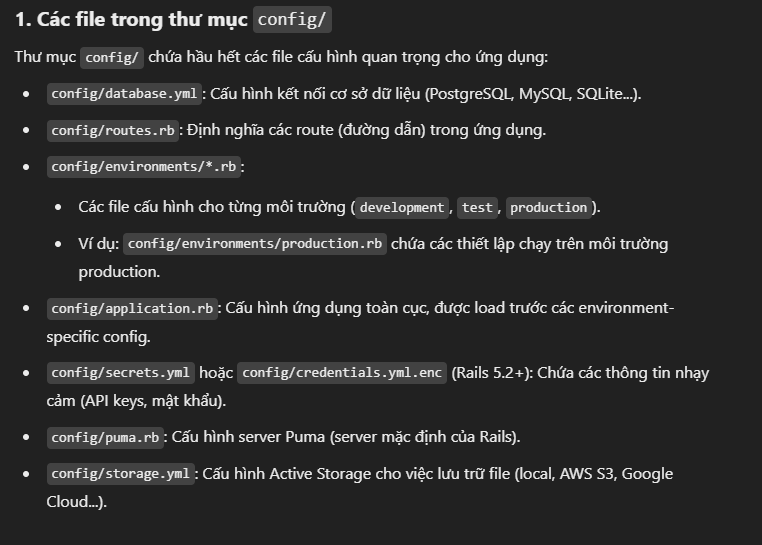 1. Các file trong thư mục config/
Thư mục config/ chứa hầu hết các file cấu hình quan trọng cho ứng dụng:
config/database.yml: Cấu hình kết nối cơ sở dữ liệu (PostgreSQL, MySQL, SQLite...).
config/routes.rb: Định nghĩa các route (đường dẫn) trong ứng dụng.
config/environments/*.rb:
Các file cấu hình cho từng môi trường (development, test, production).
Ví dụ: config/environments/production.rb chứa các thiết lập chạy trên môi trường
production.
config/application.rb: Cấu hình ứng dụng toàn cục, được load trước các environment-
specific config.
config/secrets.yml hoặc config/credentials.yml.enc (Rails 5.2+): Chứa các thông tin nhạy
cảm (API keys, mật khẩu).
config/puma.rb: Cấu hình server Puma (server mặc định của Rails).
config/storage.yml: Cấu hình Active Storage cho việc lưu trữ file (local, AWS S3, Google
Cloud...).